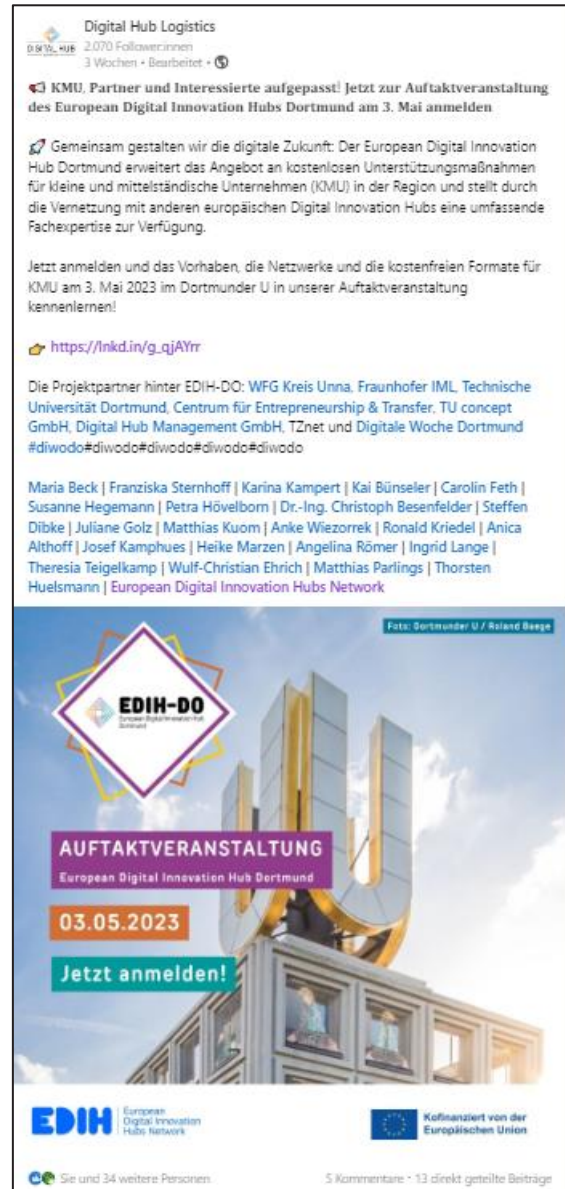 Digital Hub Logistics
DIGITAL HUB
2.070 Follower:innen
3 Wochen • Bearbeitet •
📢 KMU, Partner und Interessierte aufgepasst! Jetzt zur Auftaktveranstaltung
des European Digital Innovation Hubs Dortmund am 3. Mai anmelden
🚀 Gemeinsam gestalten wir die digitale Zukunft: Der European Digital Innovation
Hub Dortmund erweitert das Angebot an kostenlosen Unterstützungsmaßnahmen
für kleine und mittelständische Unternehmen (KMU) in der Region und stellt durch
die Vernetzung mit anderen europäischen Digital Innovation Hubs eine umfassende
Fachexpertise zur Verfügung.
Jetzt anmelden und das Vorhaben, die Netzwerke und die kostenfreien Formate für
KMU am 3. Mai 2023 im Dortmunder U in unserer Auftaktveranstaltung
kennenlernen!
👉 https://lnkd.in/g_qjAYrr
Die Projektpartner hinter EDIH-DO: WFG Kreis Unna, Fraunhofer IML, Technische
Universität Dortmund, Centrum für Entrepreneurship & Transfer, TU concept
GmbH, Digital Hub Management GmbH, TZnet und Digitale Woche Dortmund
#diwodo#diwodo#diwodo#diwodo#diwodo
Maria Beck | Franziska Sternhoff | Karina Kampert | Kai Bünseler | Carolin Feth |
Susanne Hegemann | Petra Hövelborn | Dr.-Ing. Christoph Besenfelder | Steffen
Dibke | Juliane Golz | Matthias Kuom | Anke Wiezorrek | Ronald Kriedel | Anica
Althoff | Josef Kamphues | Heike Marzen | Angelina Römer | Ingrid Lange |
Theresia Teigelkamp | Wulf-Christian Ehrich | Matthias Parlings | Thorsten
Huelsmann | European Digital Innovation Hubs Network
Foto: Dortmunder U / Roland Baege
EDIH-DO
European Digital Innovation Hub
Dortmund
AUFTAKTVERANSTALTUNG
European Digital Innovation Hub Dortmund
03.05.2023
Jetzt anmelden!
EDIH
European
Digital Innovation
Hubs Network
Kofinanziert von der
Europäischen Union
Sie und 34 weitere Personen
5 Kommentare • 13 direkt geteilte Beiträge